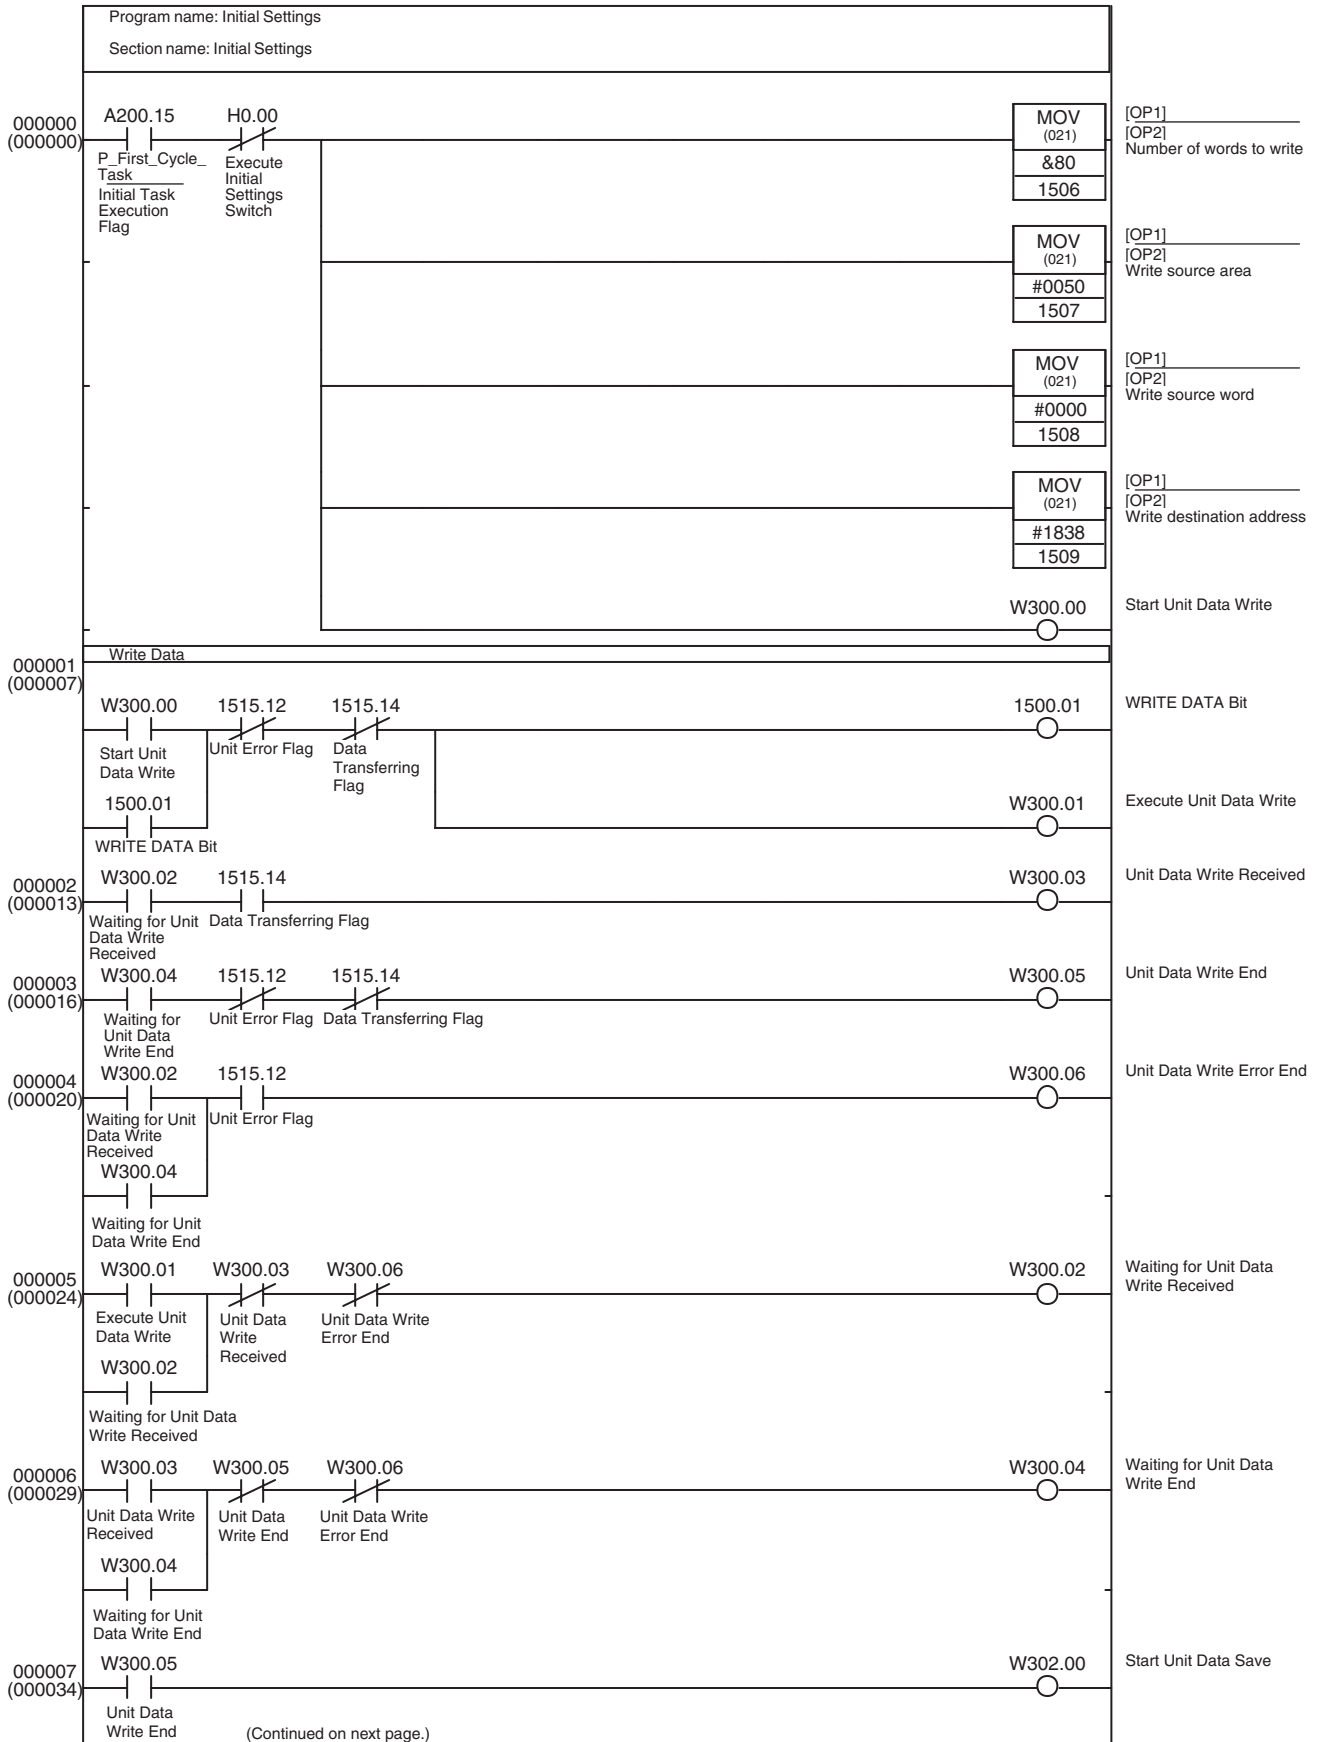 Program name: Initial Settings
Section name: Initial Settings
000000
(000000)
A200.15
H0.00
P_First_Cycle_
Task
Initial Task
Execution
Flag
Execute
Initial
Settings
Switch
MOV
(021)
&80
1506
[OP1]
[OP2]
Number of words to write
MOV
(021)
#0050
1507
[OP1]
[OP2]
Write source area
MOV
(021)
#0000
1508
[OP1]
[OP2]
Write source word
MOV
(021)
#1838
1509
[OP1]
[OP2]
Write destination address
W300.00
Start Unit Data Write
Write Data
000001
(000007)
W300.00
1515.12
1515.14
1500.01
WRITE DATA Bit
Start Unit
Data Write
Unit Error Flag
Data
Transferring
Flag
1500.01
W300.01
Execute Unit Data Write
WRITE DATA Bit
000002
(000013)
W300.02
1515.14
W300.03
Unit Data Write Received
Waiting for Unit
Data Write
Received
Data Transferring Flag
000003
(000016)
W300.04
1515.12
1515.14
W300.05
Unit Data Write End
Waiting for
Unit Data
Write End
Unit Error Flag
Data Transferring Flag
000004
(000020)
W300.02
1515.12
W300.06
Unit Data Write Error End
Waiting for Unit
Data Write
Received
Unit Error Flag
W300.04
Waiting for Unit
Data Write End
000005
(000024)
W300.01
W300.03
W300.06
W300.02
Waiting for Unit Data
Write Received
Execute Unit
Data Write
Unit Data
Write
Received
Unit Data Write
Error End
W300.02
Waiting for Unit Data
Write Received
000006
(000029)
W300.03
W300.05
W300.06
W300.04
Waiting for Unit Data
Write End
Unit Data Write
Received
Unit Data
Write End
Unit Data Write
Error End
W300.04
Waiting for Unit
Data Write End
000007
(000034)
W300.05
W302.00
Start Unit Data Save
Unit Data
Write End
(Continued on next page.)